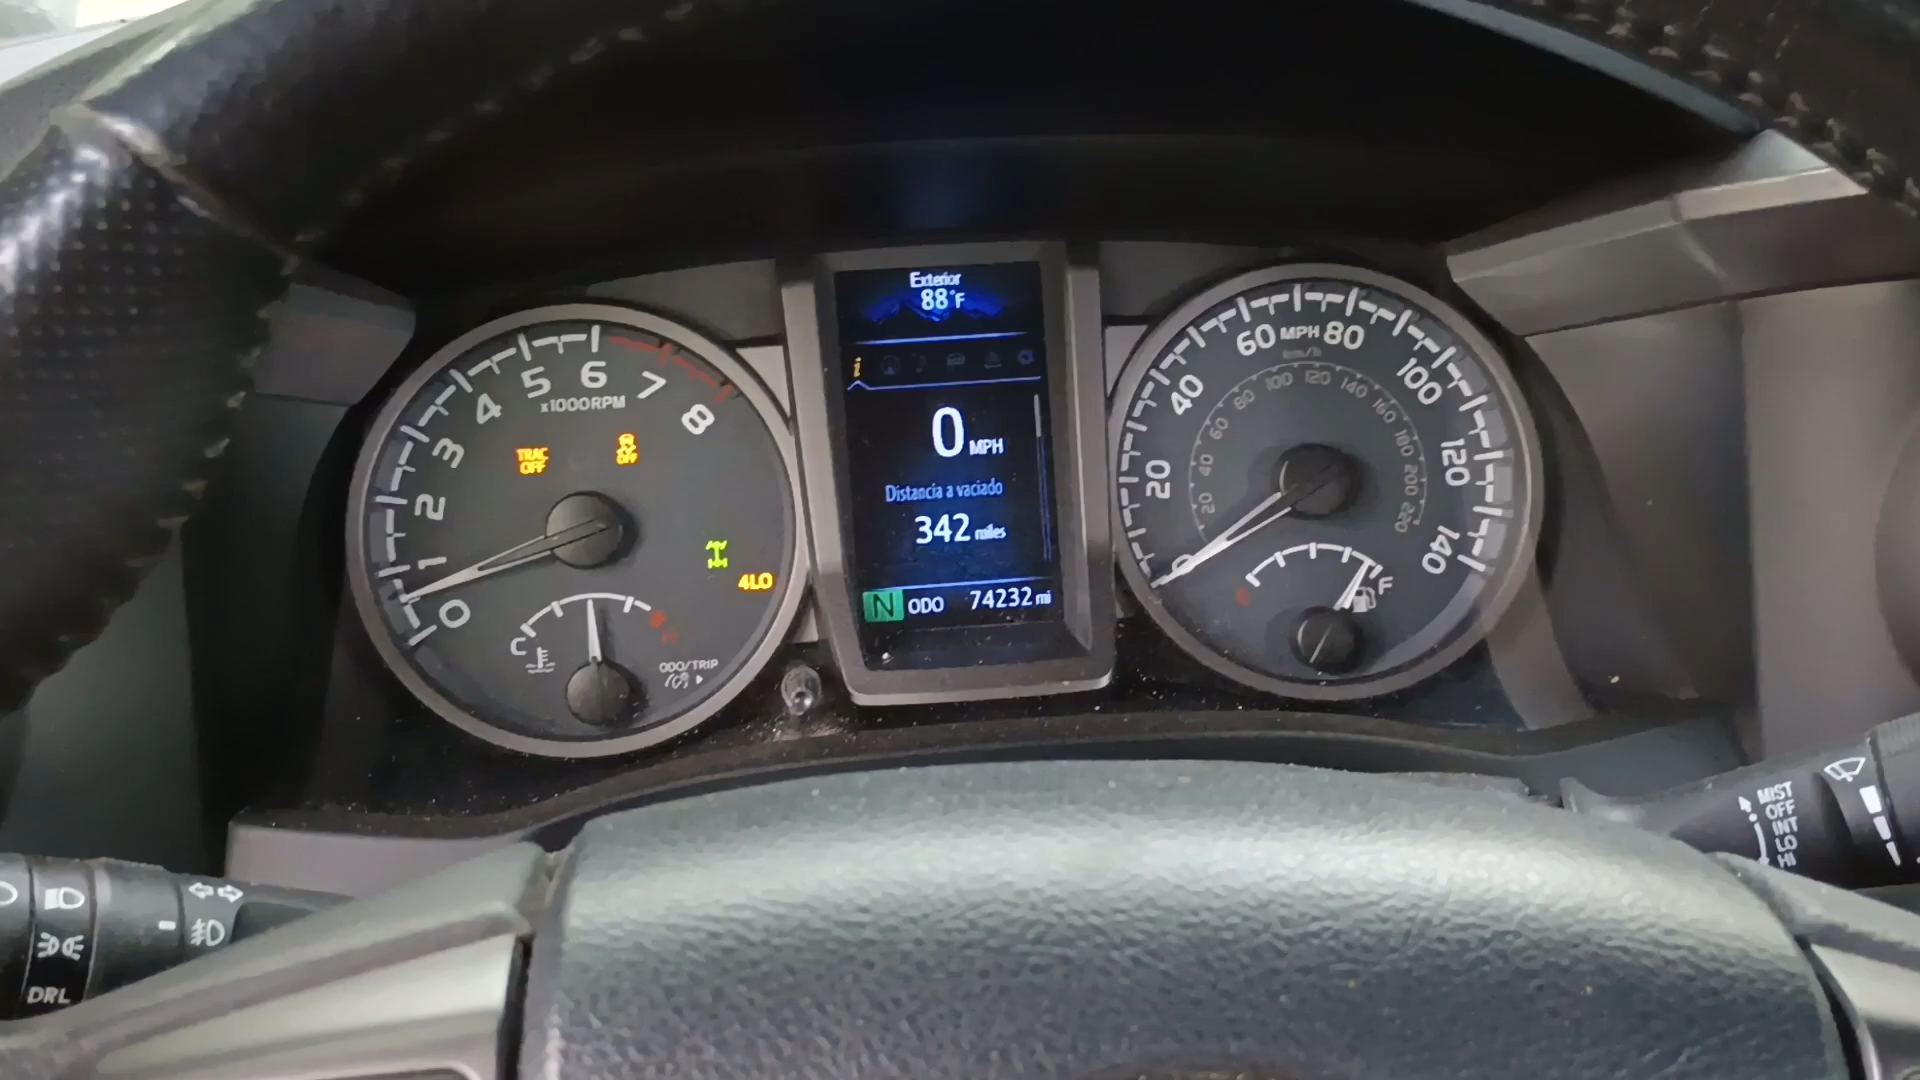 Exterior
88°F
0 MPH
Distancia a vaciado
342 miles
N ODO 74232 mi
0 1 2 3 4 5 6 7 8
x1000RPM
TRAC
OFF
OFF
4LO
C H
ODO/TRIP
0 20 40 60 MPH 80 100 120 140
km/h
20 40 60 80 100 120 140 160 180 200 220
E F
MIST
OFF
INT
LO
HI
DRL